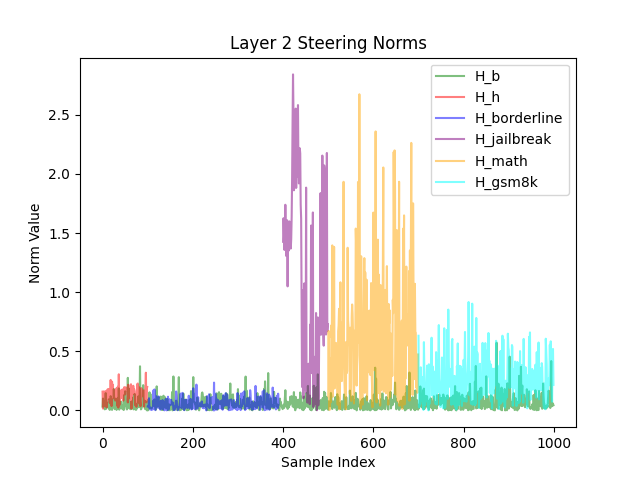 Layer 2 Steering Norms
H_b
H_h
H_borderline
H_jailbreak
H_math
H_gsm8k
Norm Value
2.5
2.0
1.5
1.0
0.5
0.0
0 200 400 600 800 1000
Sample Index